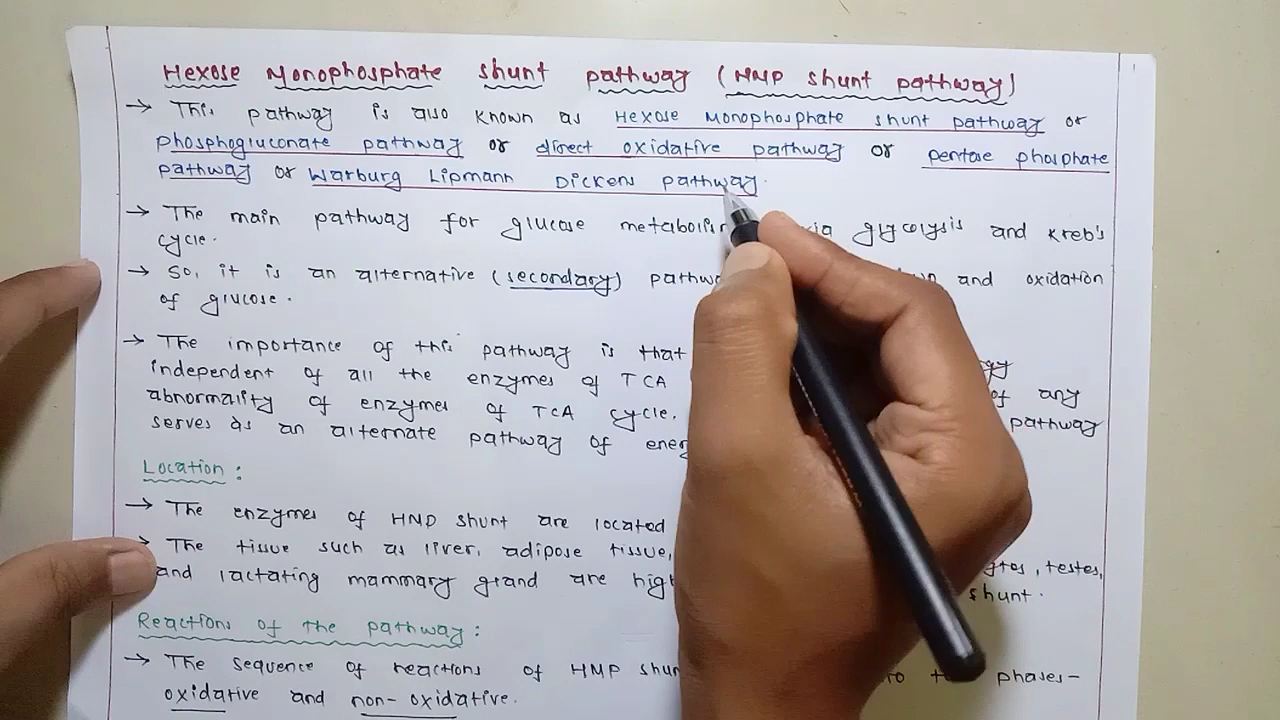 Hexose Monophosphate shunt pathway (HMP shunt pathway)
→ This pathway is also known as Hexose Monophosphate shunt pathway or
phosphogluconate pathway or direct oxidative pathway or pentose phosphate
pathway or Warburg Lipmann Dickens pathway.
→ The main pathway for glucose metabolism via glycolysis and Kreb's
cycle.
→ So, it is an alternative (secondary) pathway and oxidation
of glucose.
→ The importance of this pathway is that
independent of all the enzymes of TCA of any
abnormality of enzymes of TCA cycle. pathway
serves as an alternate pathway of
Location :
→ The enzymes of HMP shunt are located
→ The tissue such as liver, adipose tissue, testes,
and lactating mammary gland are shunt.
Reactions of the pathway :
→ The sequence of reactions of HMP phases-
oxidative and non-oxidative.